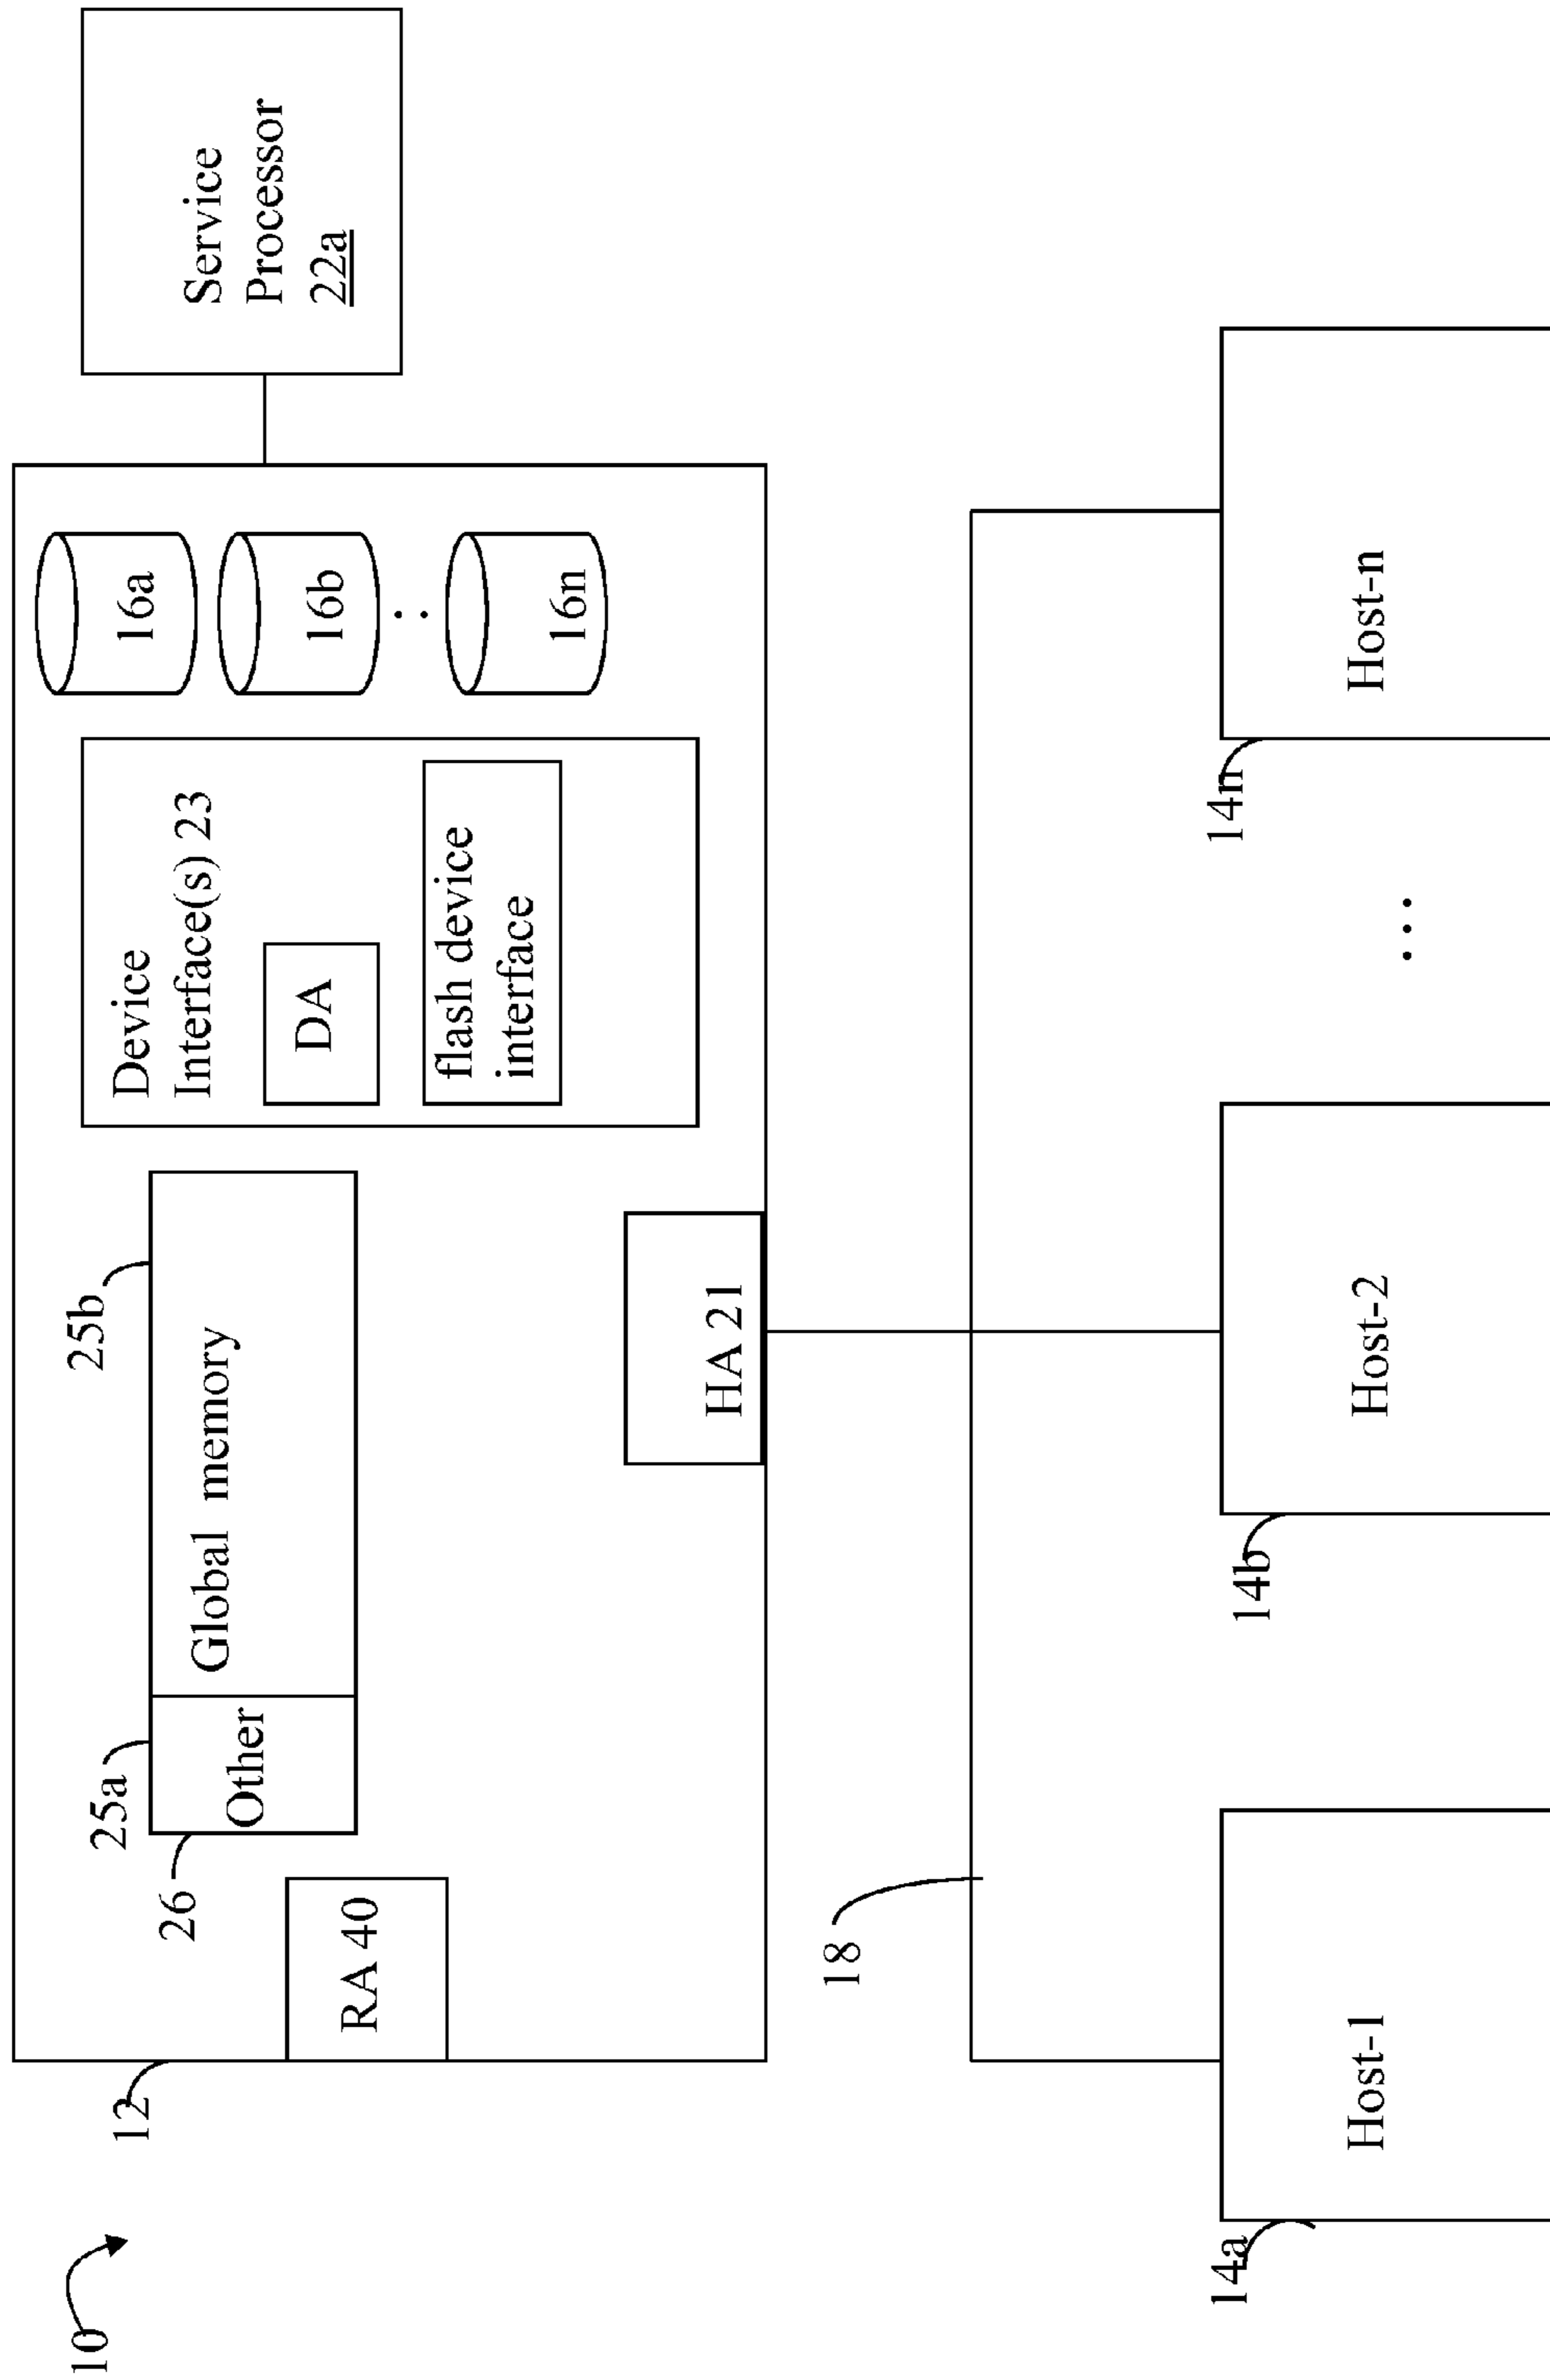 10
12
RA 40
26
25a
Other
25b
Global memory
HA 21
Device
Interface(s) 23
DA
flash device
interface
16a
16b
16n
Service
Processor
22a
18
14a
Host-1
14b
Host-2
...
14n
Host-n